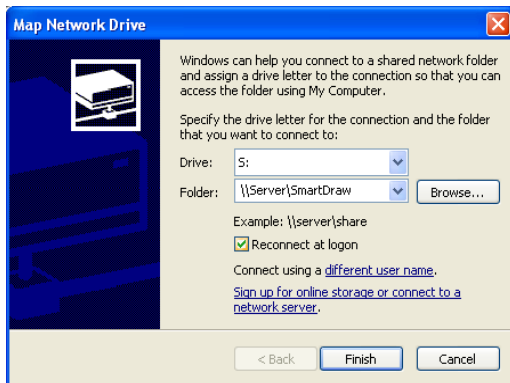 Map Network Drive
Windows can help you connect to a shared network folder
and assign a drive letter to the connection so that you can
access the folder using My Computer.
Specify the drive letter for the connection and the folder
that you want to connect to:
Drive: S:
Folder: \\Server\SmartDraw Browse...
Example: \\server\share
Reconnect at logon
Connect using a different user name.
Sign up for online storage or connect to a
network server.
< Back Finish Cancel